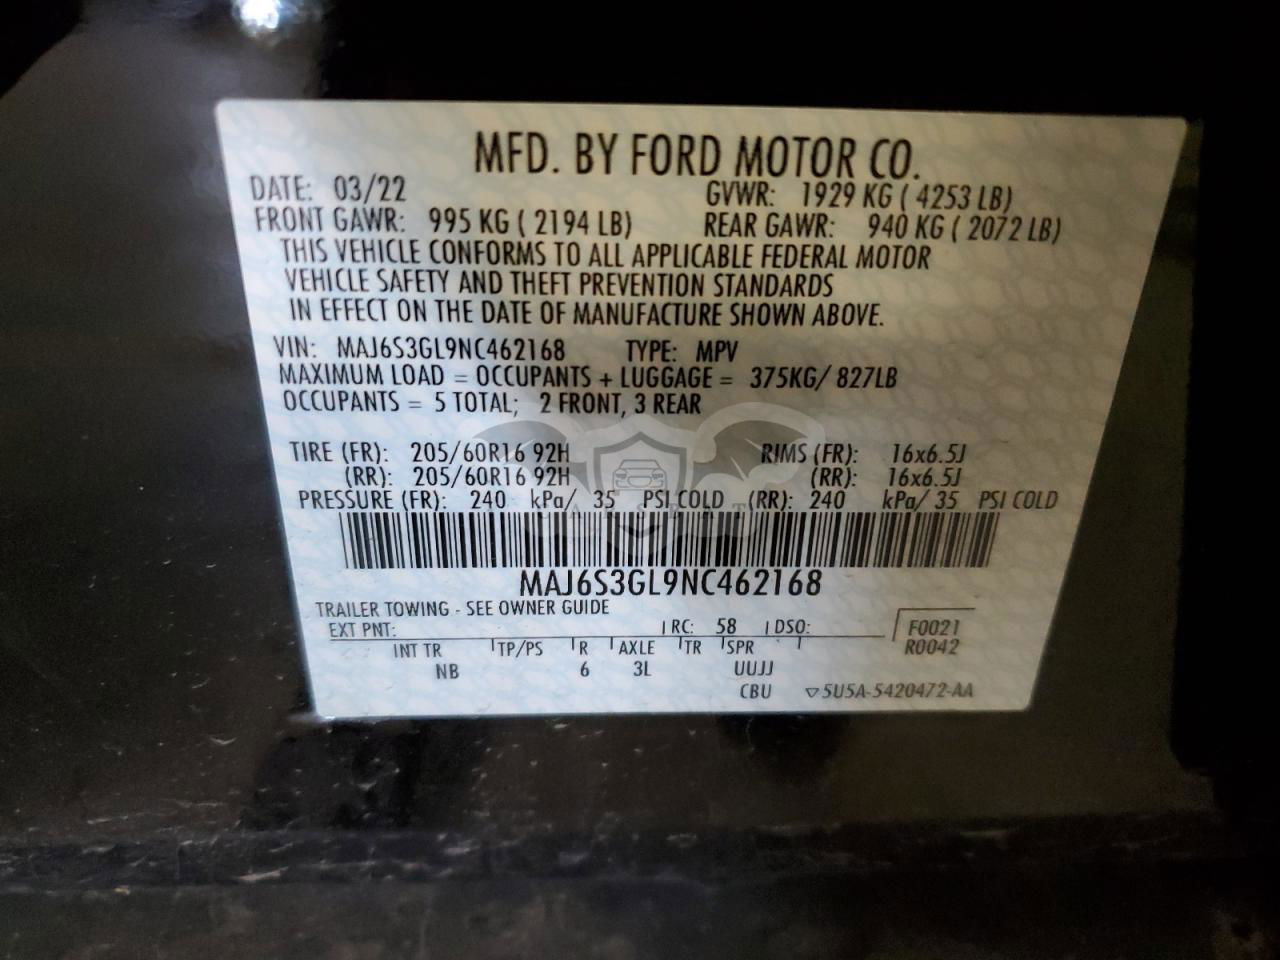 MFD. BY FORD MOTOR CO.
DATE: 03/22 GVWR: 1929 KG ( 4253 LB)
FRONT GAWR: 995 KG ( 2194 LB) REAR GAWR: 940 KG ( 2072 LB)
THIS VEHICLE CONFORMS TO ALL APPLICABLE FEDERAL MOTOR
VEHICLE SAFETY AND THEFT PREVENTION STANDARDS
IN EFFECT ON THE DATE OF MANUFACTURE SHOWN ABOVE.
VIN: MAJ6S3GL9NC462168 TYPE: MPV
MAXIMUM LOAD = OCCUPANTS + LUGGAGE = 375KG/ 827LB
OCCUPANTS = 5 TOTAL; 2 FRONT, 3 REAR
TIRE (FR): 205/60R16 92H RIMS (FR): 16x6.5J
(RR): 205/60R16 92H (RR): 16x6.5J
PRESSURE (FR): 240 kPa/ 35 PSI COLD (RR): 240 kPa/ 35 PSI COLD
MAJ6S3GL9NC462168
TRAILER TOWING - SEE OWNER GUIDE
EXT PNT: RC: 58 DSO: F0021
INT TR TP/PS R AXLE TR SPR R0042
NB 6 3L UUJJ
CBU ▽5U5A-5420472-AA